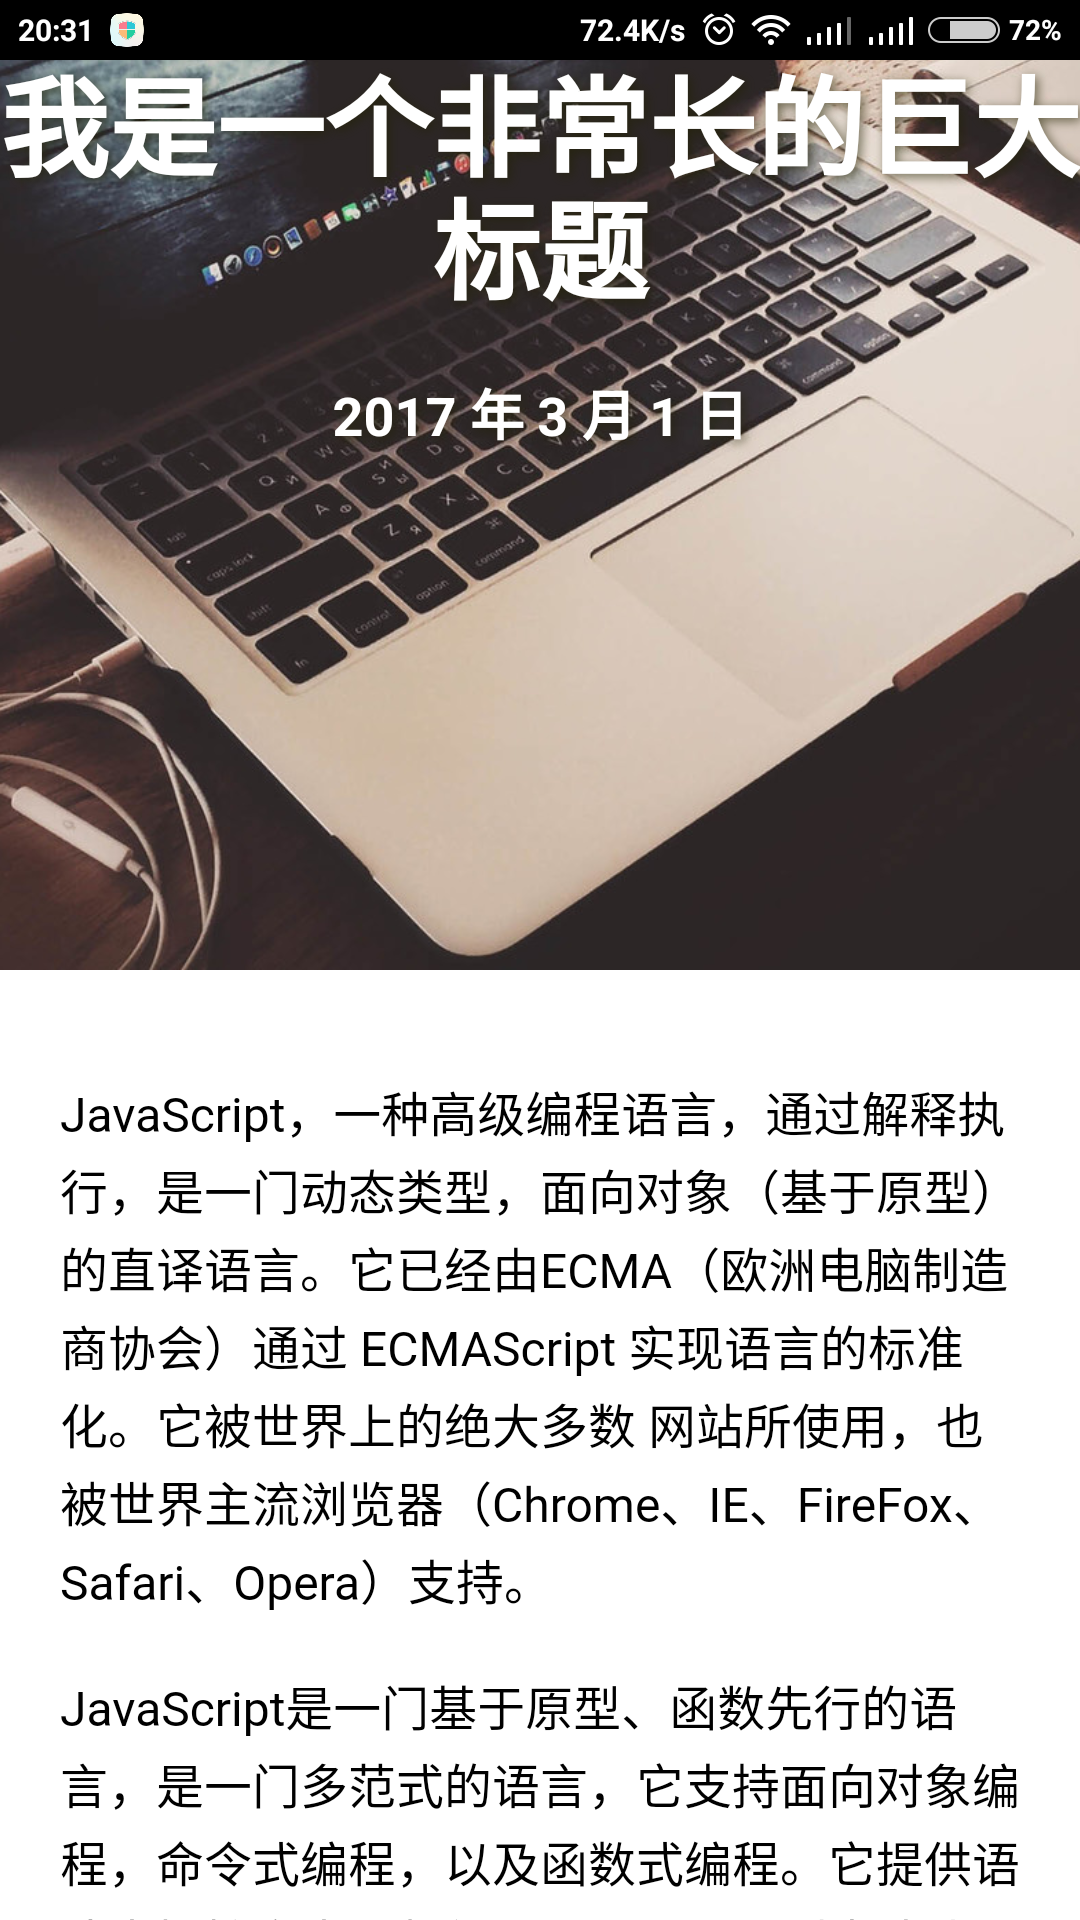 20:31 72.4K/s 72%
我是一个非常长的巨大
标题
2017 年 3 月 1 日
JavaScript，一种高级编程语言，通过解释执
行，是一门动态类型，面向对象（基于原型）
的直译语言。它已经由ECMA（欧洲电脑制造
商协会）通过 ECMAScript 实现语言的标准
化。它被世界上的绝大多数 网站所使用，也
被世界主流浏览器（Chrome、IE、FireFox、
Safari、Opera）支持。
JavaScript是一门基于原型、函数先行的语
言，是一门多范式的语言，它支持面向对象编
程，命令式编程，以及函数式编程。它提供语